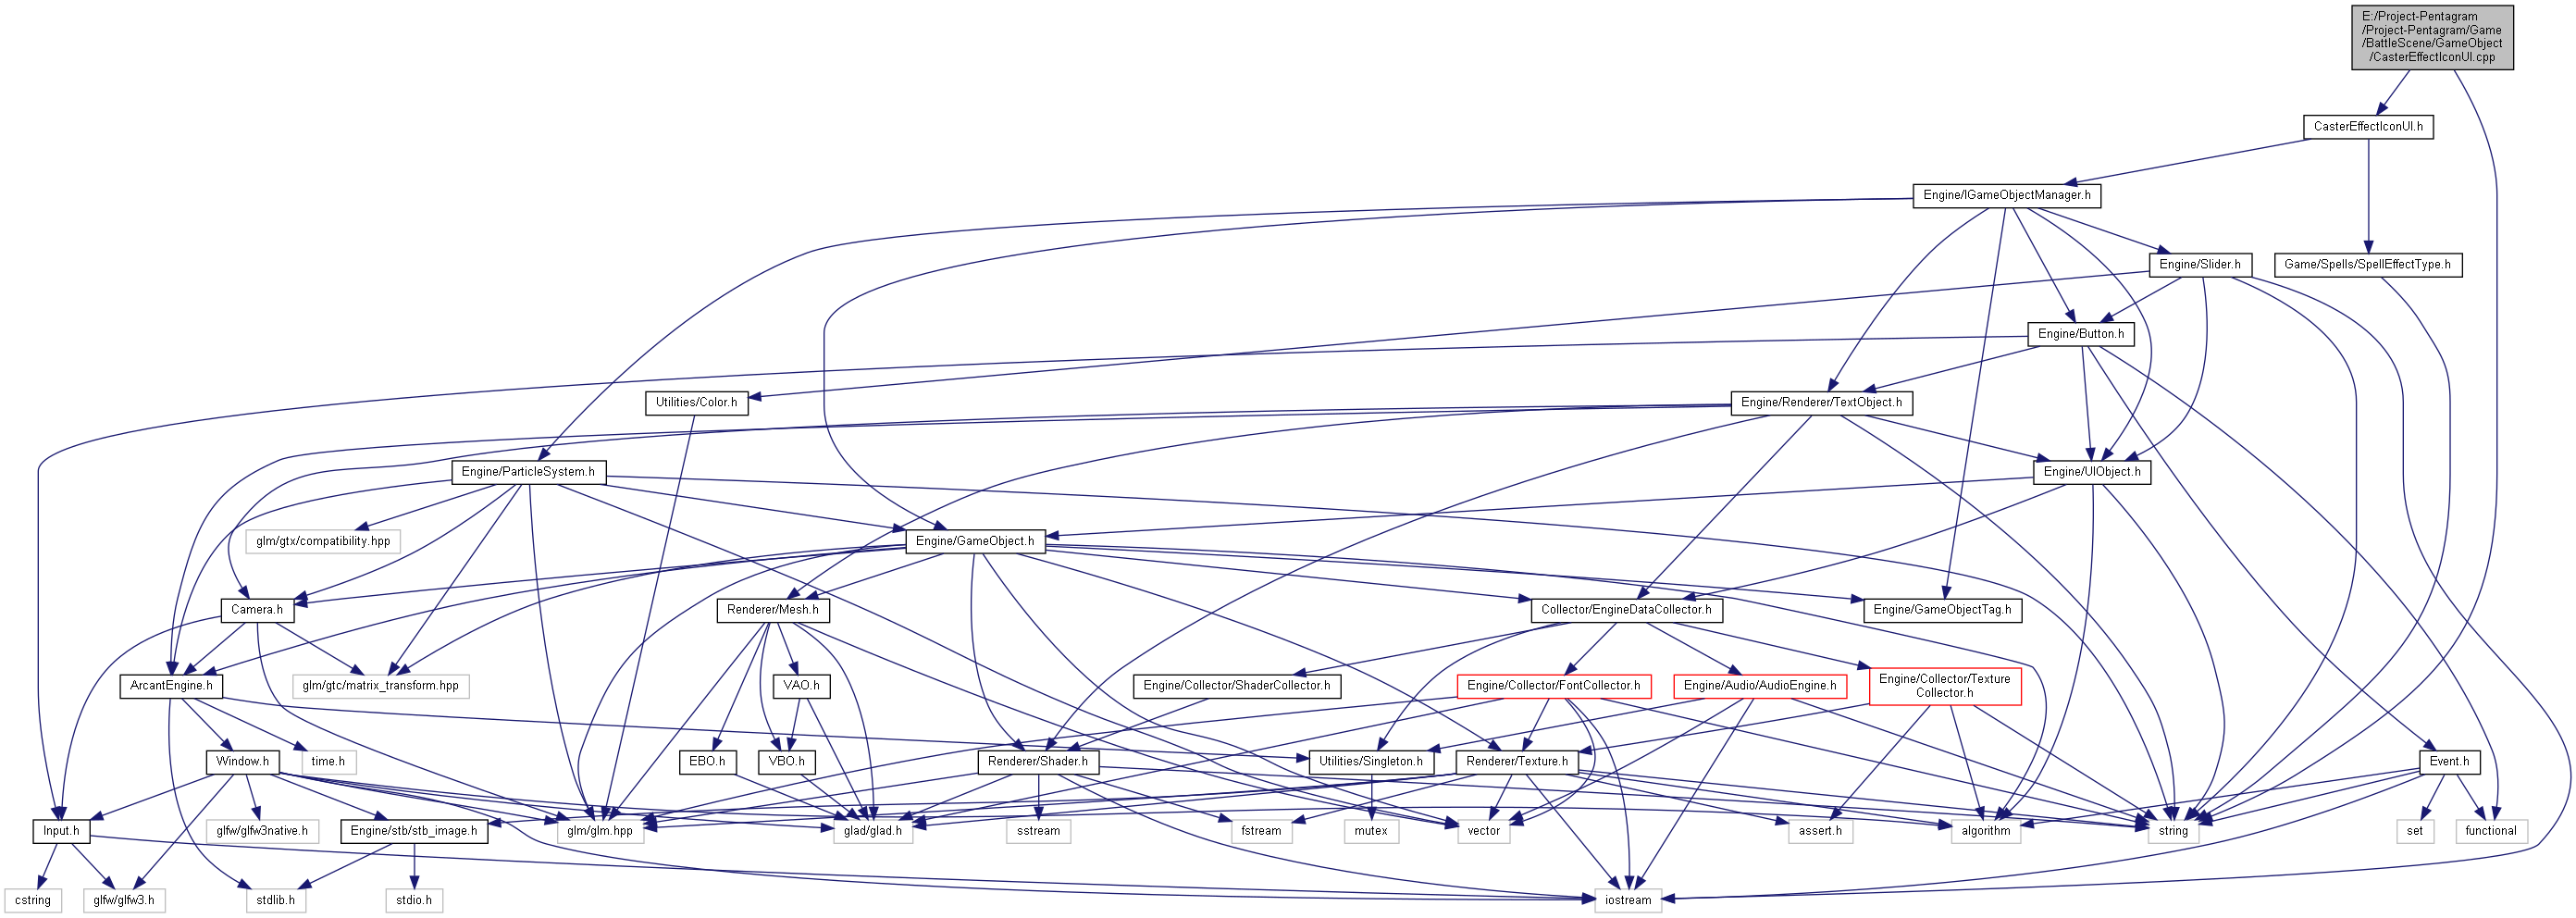 E:/Project-Pentagram
/Project-Pentagram/Game
/BattleScene/GameObject
/CasterEffectIconUI.cpp
CasterEffectIconUI.h
Engine/IGameObjectManager.h
Engine/Slider.h
Game/Spells/SpellEffectType.h
Engine/Button.h
Utilities/Color.h
Engine/Renderer/TextObject.h
Engine/ParticleSystem.h
Engine/UIObject.h
glm/gtx/compatibility.hpp
Engine/GameObject.h
Camera.h
Renderer/Mesh.h
Collector/EngineDataCollector.h
Engine/GameObjectTag.h
ArcantEngine.h
glm/gtc/matrix_transform.hpp
VAO.h
Engine/Collector/ShaderCollector.h
Engine/Collector/FontCollector.h
Engine/Audio/AudioEngine.h
Engine/Collector/Texture
Collector.h
Window.h
time.h
EBO.h
VBO.h
Renderer/Shader.h
Utilities/Singleton.h
Renderer/Texture.h
Event.h
Input.h
glfw/glfw3native.h
Engine/stb/stb_image.h
glm/glm.hpp
glad/glad.h
sstream
fstream
mutex
vector
assert.h
algorithm
string
set
functional
cstring
glfw/glfw3.h
stdlib.h
stdio.h
iostream